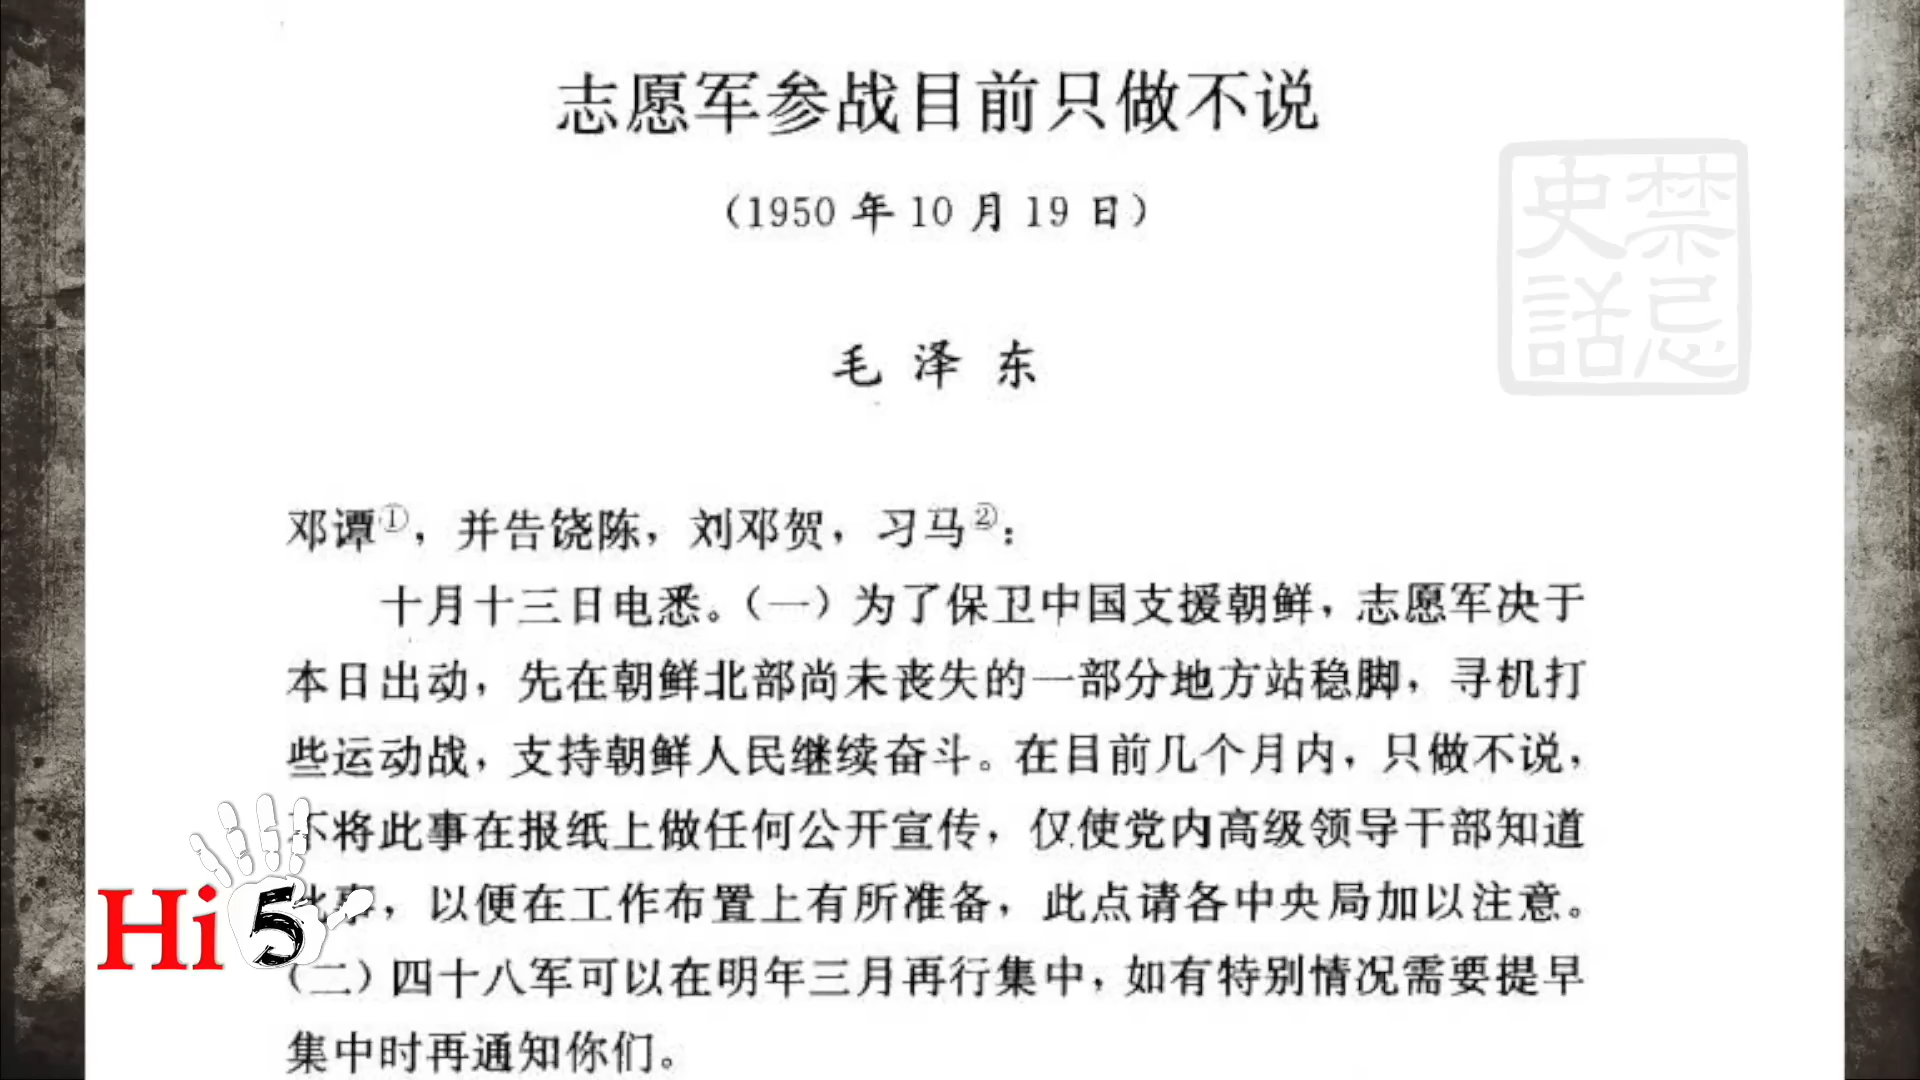 志愿军参战目前只做不说
（1950 年 10 月 19 日）
禁忌
史話
毛 泽 东
邓谭①，并告饶陈，刘邓贺，习马②：
十月十三日电悉。（一）为了保卫中国支援朝鲜，志愿军决于
本日出动，先在朝鲜北部尚未丧失的一部分地方站稳脚，寻机打
些运动战，支持朝鲜人民继续奋斗。在目前几个月内，只做不说，
不将此事在报纸上做任何公开宣传，仅使党内高级领导干部知道
此事，以便在工作布置上有所准备，此点请各中央局加以注意。
Hi 5
（二）四十八军可以在明年三月再行集中，如有特别情况需要提早
集中时再通知你们。